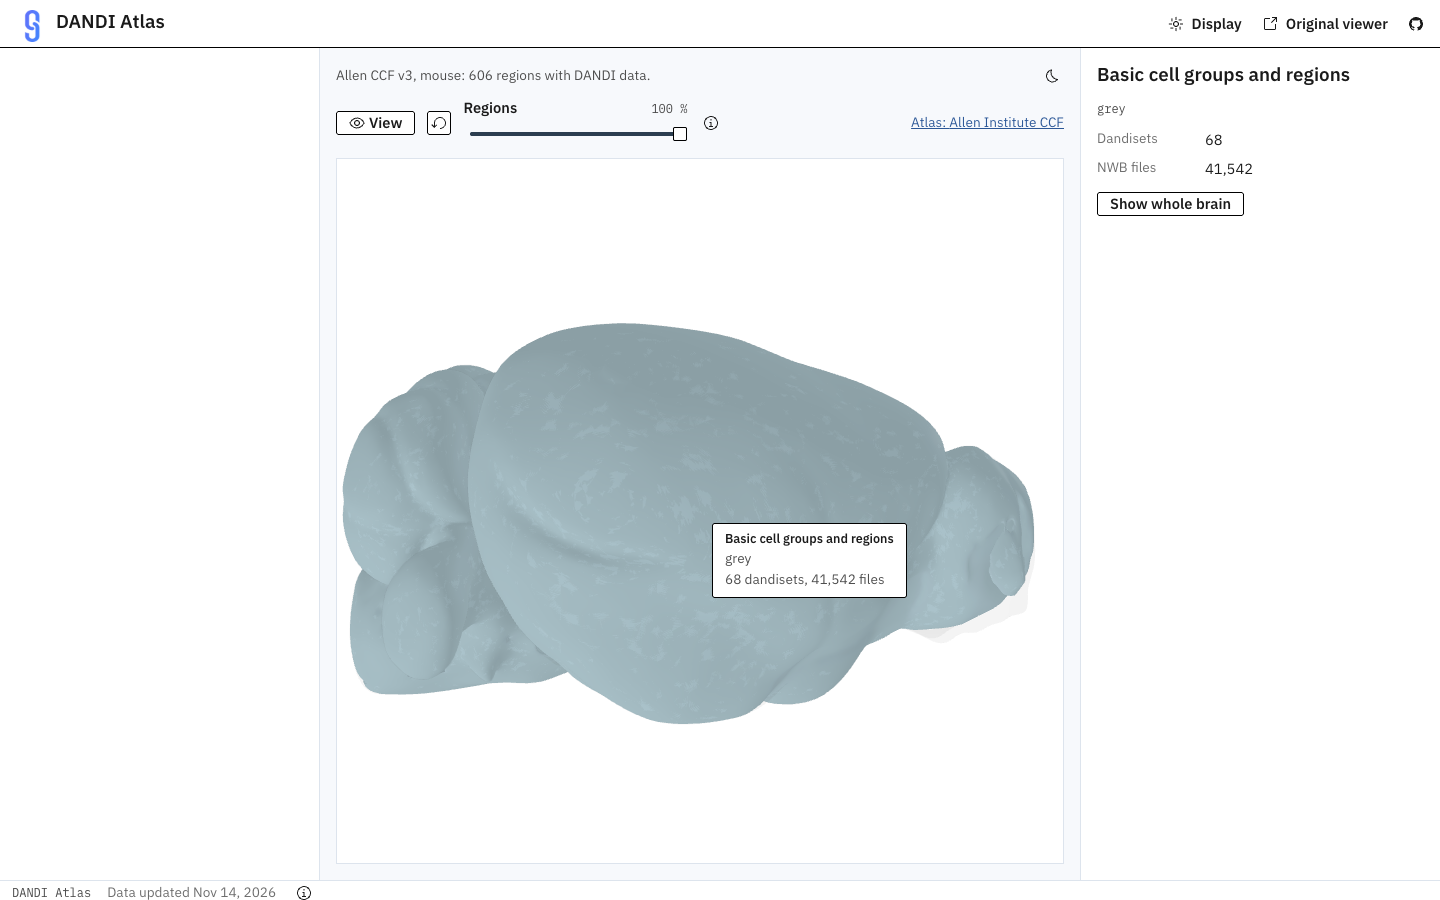 DANDI Atlas
Display
Original viewer
Allen CCF v3, mouse: 606 regions with DANDI data.
View
Regions
100 %
Atlas: Allen Institute CCF
Basic cell groups and regions
grey
68 dandisets, 41,542 files
Basic cell groups and regions
grey
Dandisets 68
NWB files 41,542
Show whole brain
DANDI Atlas Data updated Nov 14, 2026